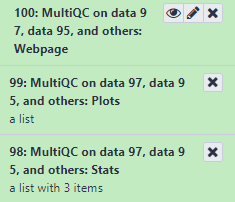 100: MultiQC on data 9
7, data 95, and others:
Webpage
99: MultiQC on data 97, data 9
5, and others: Plots
a list
98: MultiQC on data 97, data 9
5, and others: Stats
a list with 3 items